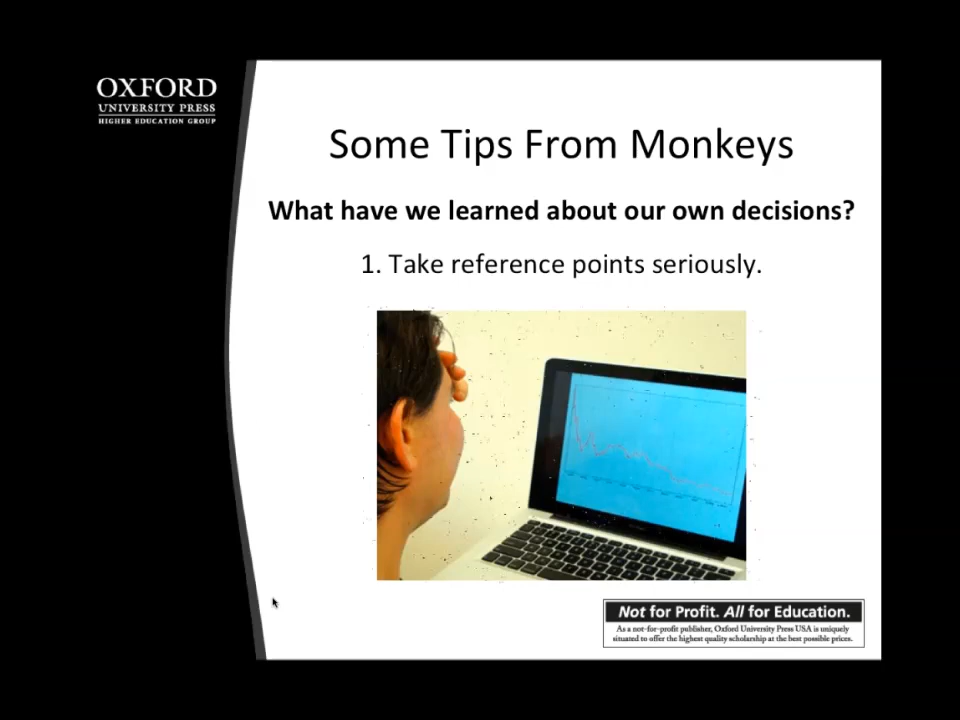 OXFORD
UNIVERSITY PRESS
HIGHER EDUCATION GROUP
Some Tips From Monkeys
What have we learned about our own decisions?
1. Take reference points seriously.
Not for Profit. All for Education.
As a not-for-profit publisher, Oxford University Press USA is uniquely
situated to offer the highest quality scholarship at the best possible prices.